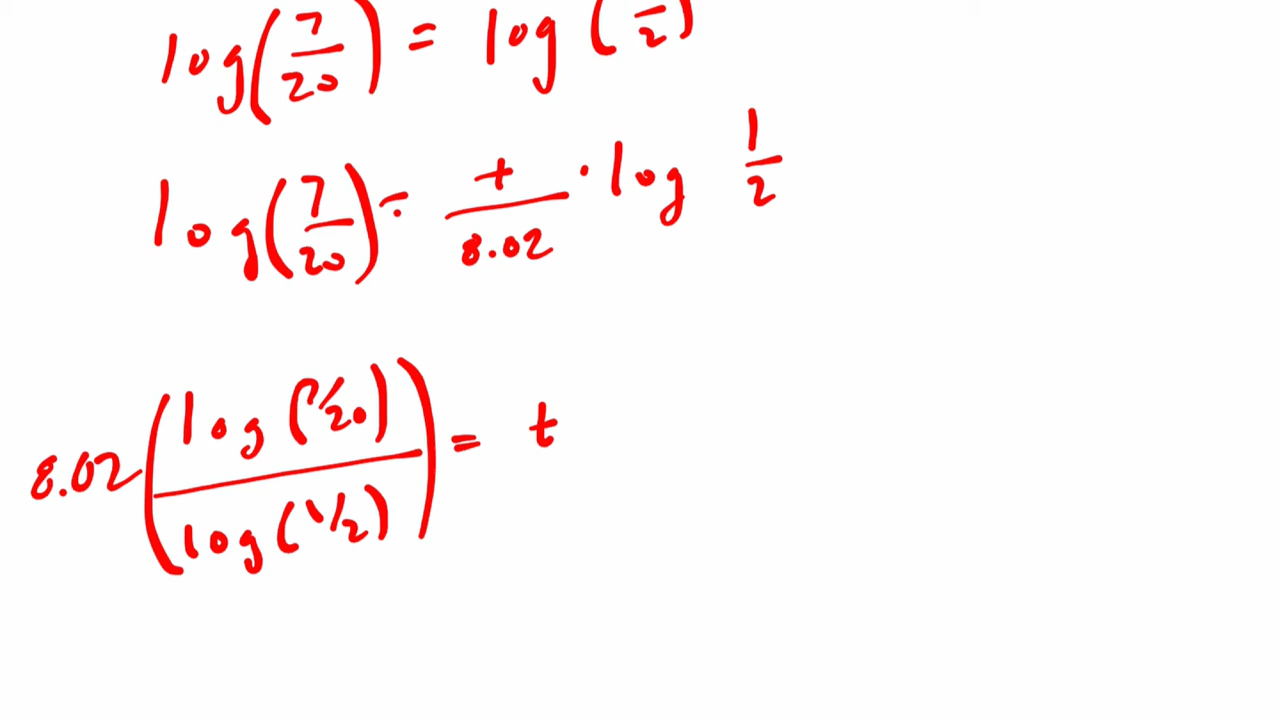 log(7/20) = log(1/2)
log(7/20) = t/8.02 · log 1/2
8.02(log(7/20)/log(1/2)) = t